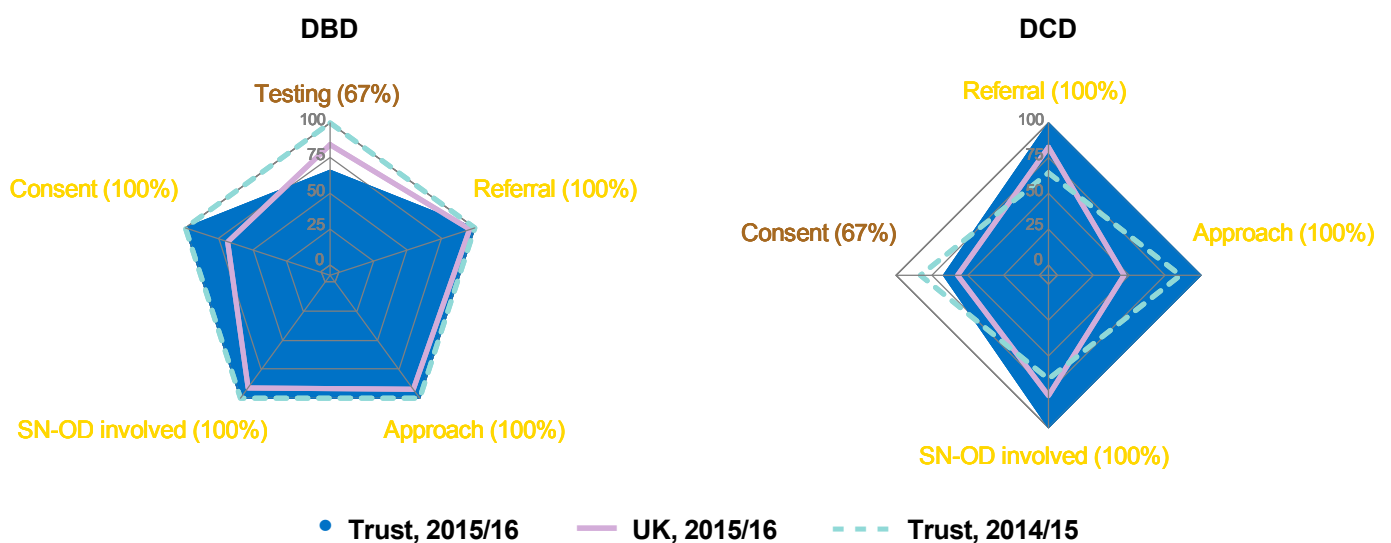 DBD
DCD
Testing (67%)
Referral (100%)
100
75
50
25
0
100
75
50
25
0
Consent (100%)
Referral (100%)
Consent (67%)
Approach (100%)
SN-OD involved (100%)
Approach (100%)
SN-OD involved (100%)
Trust, 2015/16
UK, 2015/16
Trust, 2014/15